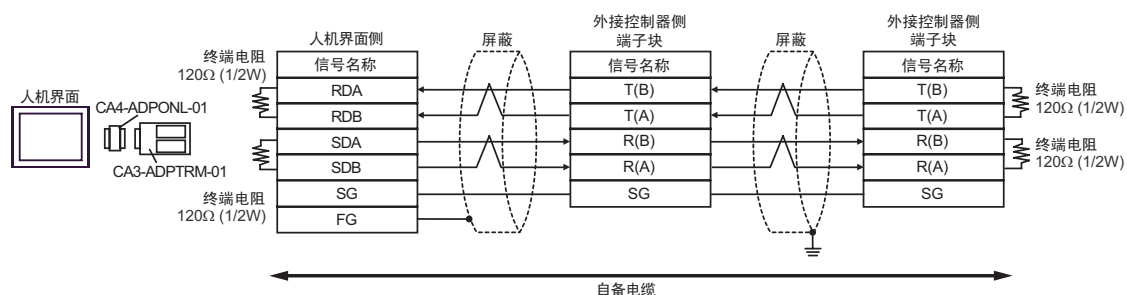 人机界面
CA4-ADPONL-01
CA3-ADPTRM-01
终端电阻
120Ω (1/2W)
终端电阻
120Ω (1/2W)
人机界面侧
信号名称
RDA
RDB
SDA
SDB
SG
FG
屏蔽
外接控制器侧
端子块
信号名称
T(B)
T(A)
R(B)
R(A)
SG
屏蔽
外接控制器侧
端子块
信号名称
T(B)
T(A)
R(B)
R(A)
SG
终端电阻
120Ω (1/2W)
终端电阻
120Ω (1/2W)
自备电缆